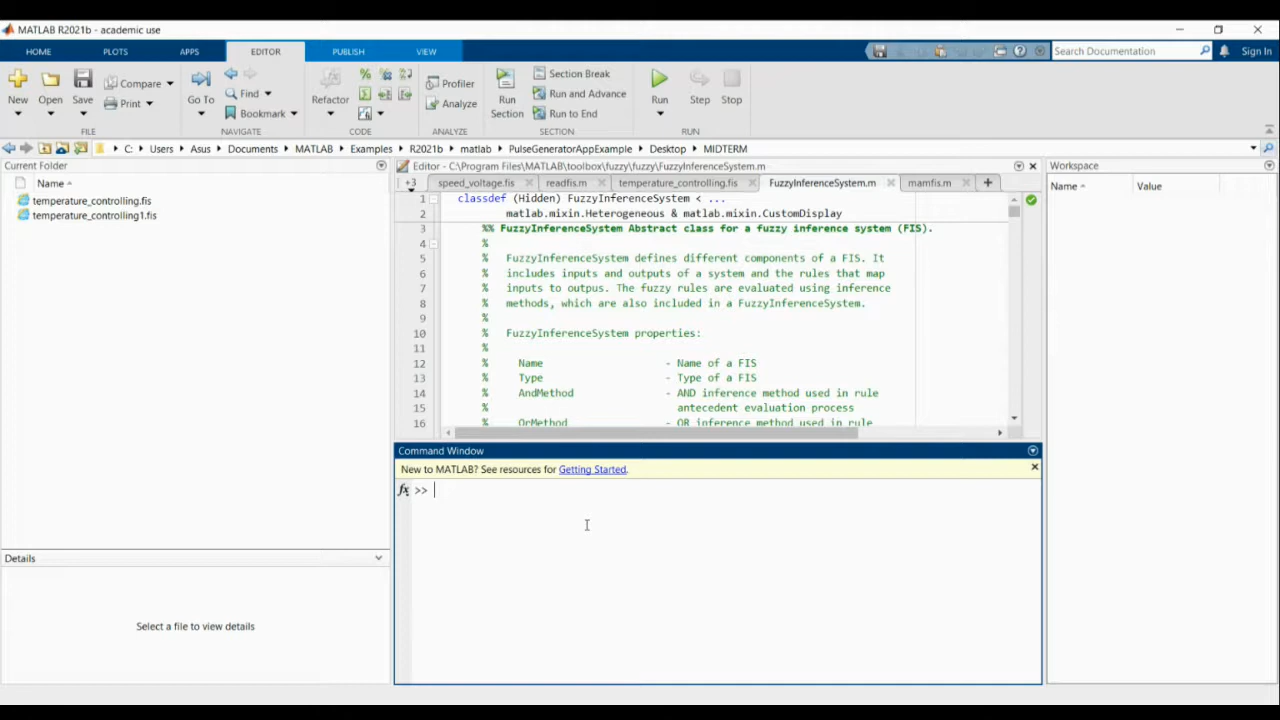 MATLAB R2021b - academic use
HOME PLOTS APPS EDITOR PUBLISH VIEW Search Documentation Sign In
New Open Save Compare Print Go To Find Bookmark Refactor Profiler Analyze Run Section Section Break Run and Advance Run to End Run Step Stop
FILE NAVIGATE CODE ANALYZE SECTION RUN
C: Users Asus Documents MATLAB Examples R2021b matlab PulseGeneratorAppExample Desktop MIDTERM
Current Folder
Name
temperature_controlling.fis
temperature_controlling1.fis
Details
Select a file to view details
Editor - C:\Program Files\MATLAB\toolbox\fuzzy\fuzzy\FuzzyInferenceSystem.m
+3 speed_voltage.fis readfis.m temperature_controlling.fis FuzzyInferenceSystem.m mamfis.m
1 classdef (Hidden) FuzzyInferenceSystem < ...
2 matlab.mixin.Heterogeneous & matlab.mixin.CustomDisplay
3 %% FuzzyInferenceSystem Abstract class for a fuzzy inference system (FIS).
4 %
5 % FuzzyInferenceSystem defines different components of a FIS. It
6 % includes inputs and outputs of a system and the rules that map
7 % inputs to outpus. The fuzzy rules are evaluated using inference
8 % methods, which are also included in a FuzzyInferenceSystem.
9 %
10 % FuzzyInferenceSystem properties:
11 %
12 % Name - Name of a FIS
13 % Type - Type of a FIS
14 % AndMethod - AND inference method used in rule
15 % antecedent evaluation process
16 % OrMethod - OR inference method used in rule
Command Window
New to MATLAB? See resources for Getting Started.
fx >>
Workspace
Name Value